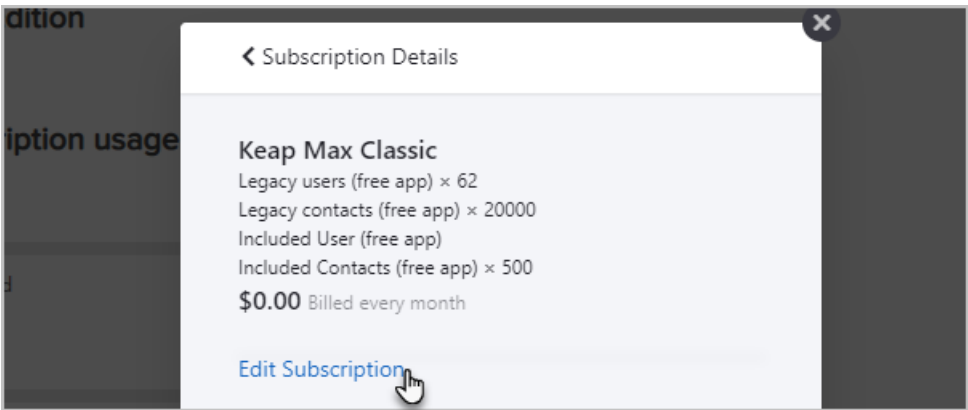 dition
Subscription Details
iption usage
Keap Max Classic
Legacy users (free app) × 62
Legacy contacts (free app) × 20000
Included User (free app)
Included Contacts (free app) × 500
d
$0.00 Billed every month
Edit Subscription